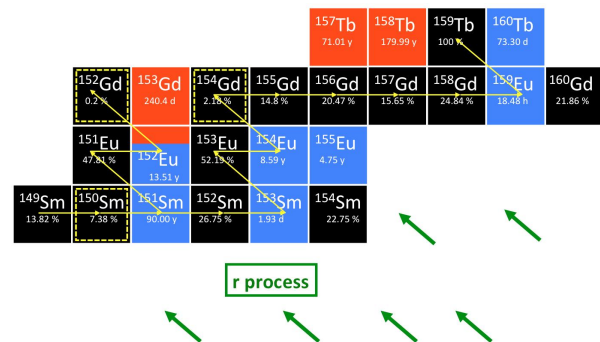 157Tb 158Tb 159Tb 160Tb
71.01 y 179.99 y 100 % 73.30 d
152Gd 153Gd 154Gd 155Gd 156Gd 157Gd 158Gd 159Eu 160Gd
0.2 % 240.4 d 2.18 % 14.8 % 20.47 % 15.65 % 24.84 % 18.48 h 21.86 %
151Eu 152Eu 153Eu 154Eu 155Eu
47.81 % 13.51 y 52.19 % 8.59 y 4.75 y
149Sm 150Sm 151Sm 152Sm 153Sm 154Sm
13.82 % 7.38 % 90.00 y 26.75 % 1.93 d 22.75 %
r process